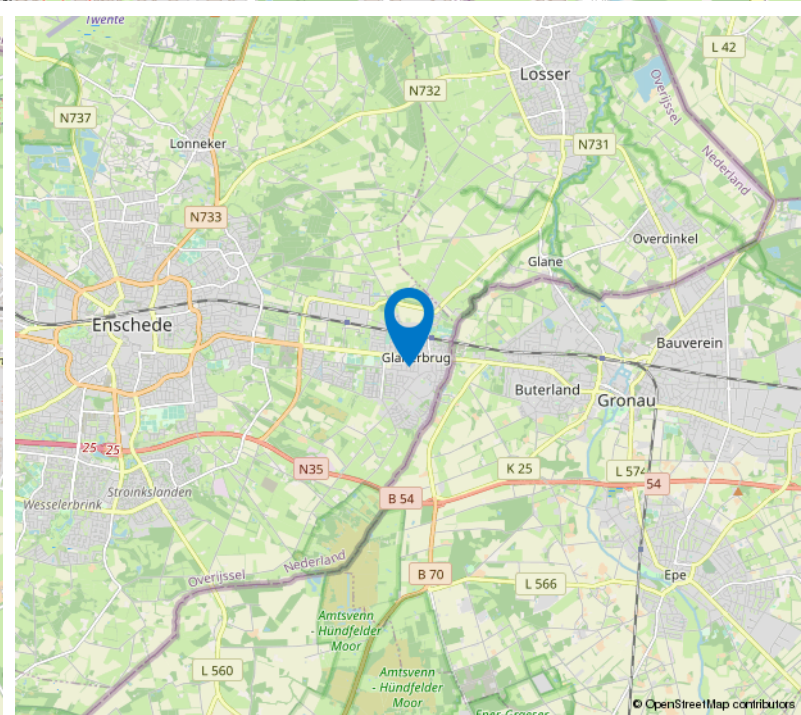 Twente
L 42
Losser
N732
Overijssel
N737
Lonneker
N731
Nederland
N733
Overdinkel
Glane
Enschede
Bauverein
Glanerbrug
Buterland
Gronau
25
25
N35
K 25
L 574
54
Stroinkslanden
B 54
Wesselerbrink
Nederland
Overijssel
B 70
L 566
Epe
Amtsvenn
- Hündfelder
Moor
L 560
Amtsvenn
- Hündfelder
Moor
© OpenStreetMap contributors